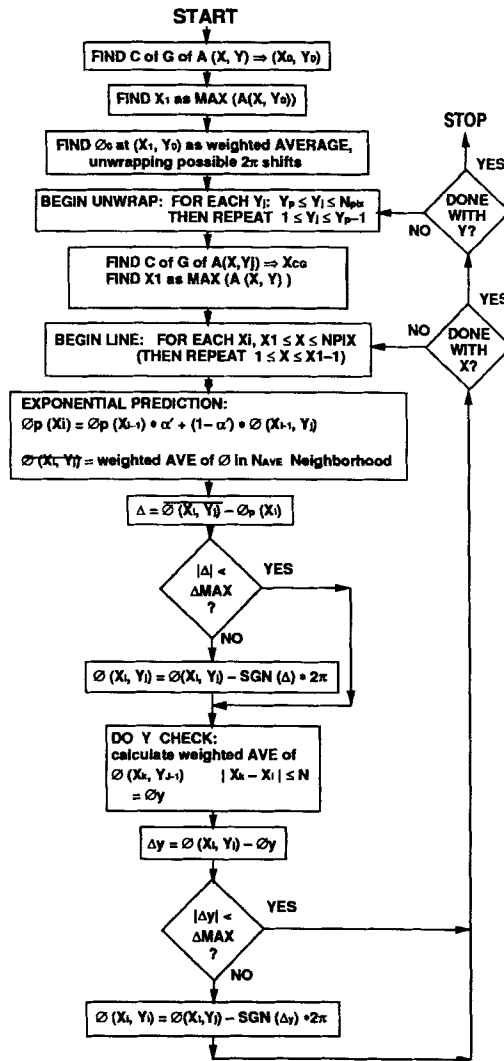 START
FIND C of G of A (X, Y) ⇒ (X₀, Y₀)
FIND X₁ as MAX (A(X, Y₀))
FIND Ø₀ at (X₁, Y₀) as weighted AVERAGE,
unwrapping possible 2π shifts
BEGIN UNWRAP: FOR EACH Yⱼ: Yₚ ≤ Yⱼ ≤ Nₚᵢₓ
THEN REPEAT 1 ≤ Yⱼ ≤ Yₚ–1
FIND C of G of A(X,Yj) ⇒ XCG
FIND X1 as MAX (A (X, Y) )
BEGIN LINE: FOR EACH Xi, X1 ≤ X ≤ NPIX
(THEN REPEAT 1 ≤ X ≤ X1–1)
EXPONENTIAL PREDICTION:
Øp (Xi) = Øp (Xi–1) * α' + (1– α') * Ø (Xi-1, Yj)
Ø (Xi, Yj) = weighted AVE of Ø in NAVE Neighborhood
Δ = Ø (Xi, Yj) – Øp (Xi)
|Δ| <
ΔMAX
?
YES
NO
Ø (Xi, Yj) = Ø(Xi, Yj) – SGN (Δ) * 2π
DO Y CHECK:
calculate weighted AVE of
Ø (Xk, YJ-1) | Xk – Xi | ≤ N
= Øy
Δy = Ø (Xi, Yj) – Øy
|Δy| <
ΔMAX
?
YES
NO
Ø (Xi, Yi) = Ø(Xi,Yj) – SGN (Δy) *2π
STOP
YES
DONE
WITH
Y?
NO
YES
DONE
WITH
X?
NO